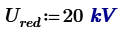 U_red := 20 kV